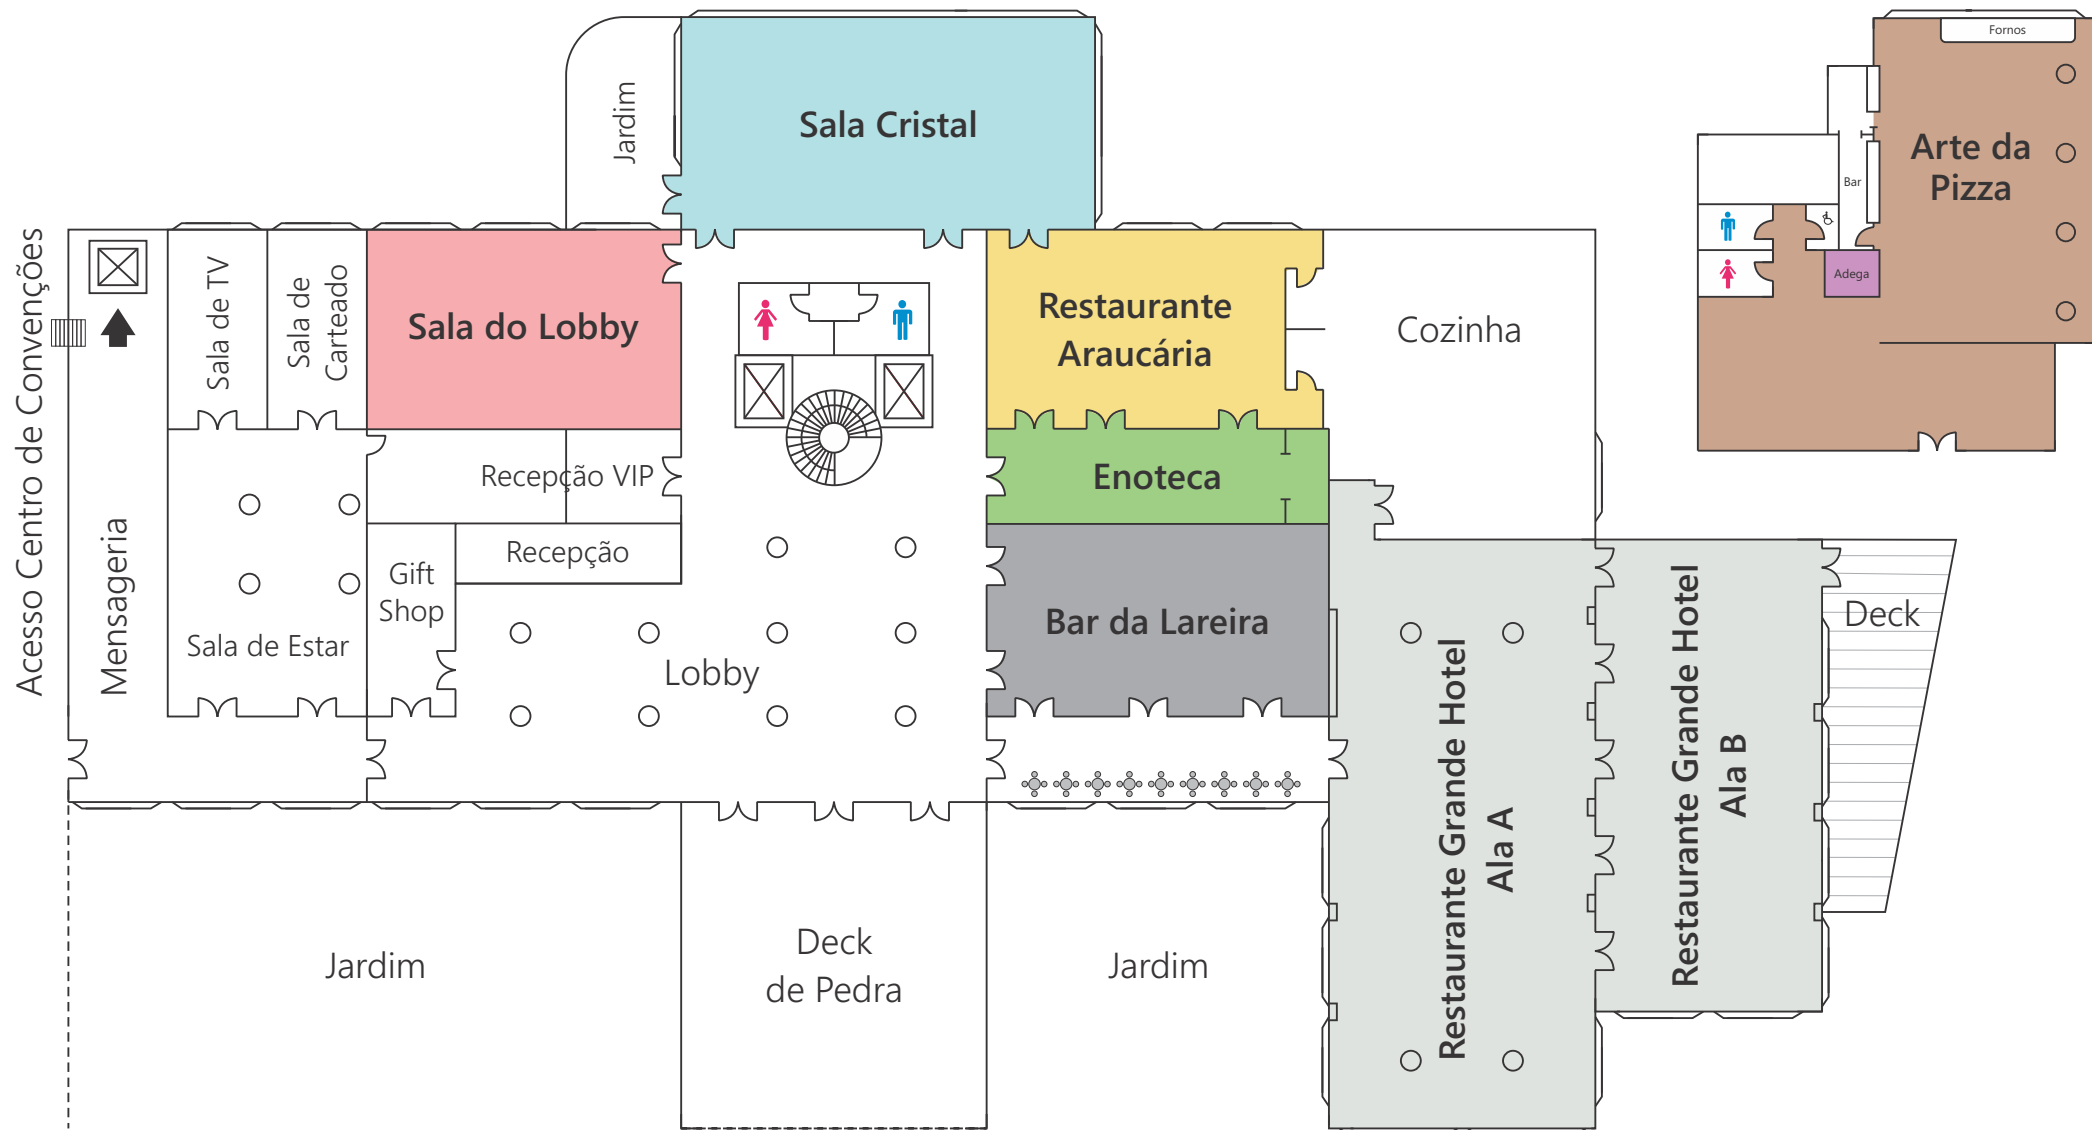 Jardim
Sala Cristal
Fornos
Arte da
Pizza
Bar
Adega
Acesso Centro de Convenções
Sala de TV
Sala de
Carteado
Sala do Lobby
Restaurante
Araucária
Cozinha
Mensageria
Recepção VIP
Enoteca
Recepção
Gift
Shop
Sala de Estar
Lobby
Bar da Lareira
Restaurante Grande Hotel
Ala A
Restaurante Grande Hotel
Ala B
Deck
Jardim
Deck
de Pedra
Jardim